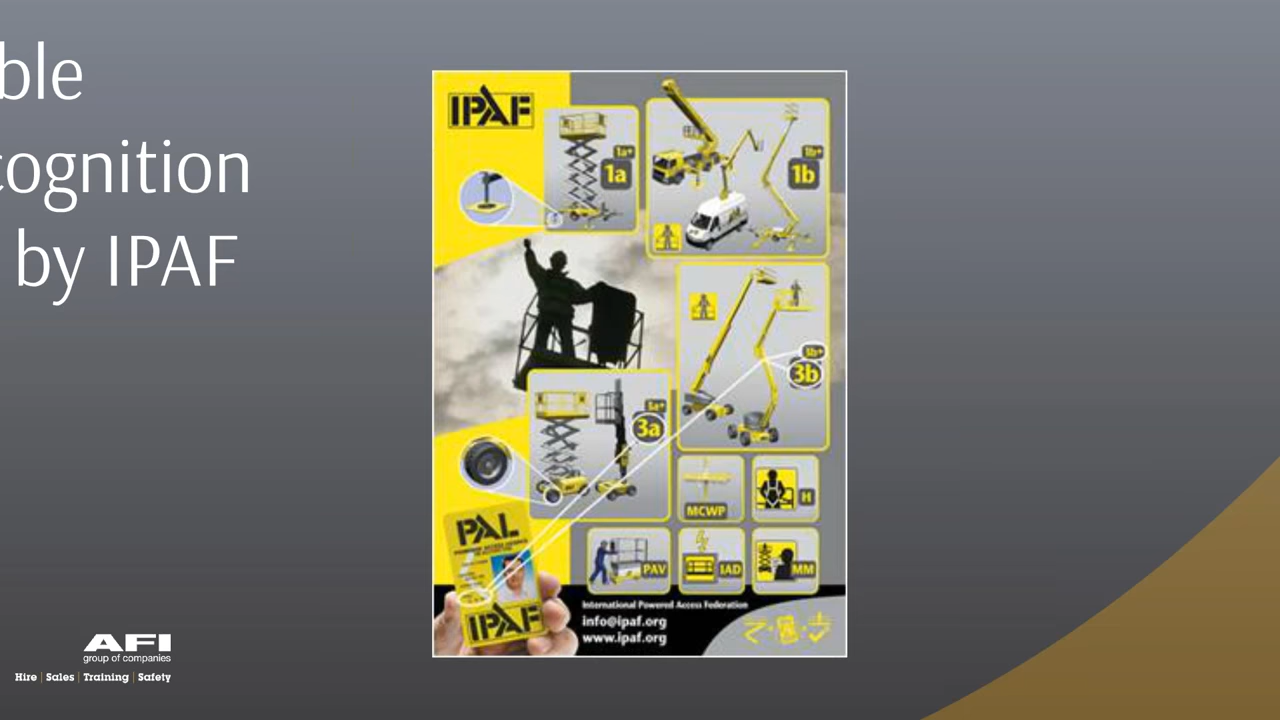 ble
cognition
by IPAF
IPAF
1a+
1a
1b+
1b
3b+
3b
3a+
3a
MCWP
H
PAV
IAD
MM
PAL
IPAF
International Powered Access Federation
info@ipaf.org
www.ipaf.org
AFI
group of companies
Hire | Sales | Training | Safety